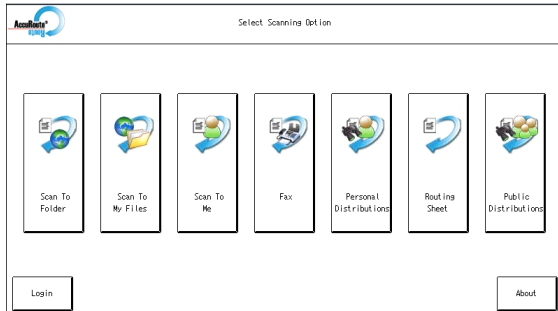 AccuRoute®
Select Scanning Option
Scan To
Folder
Scan To
My Files
Scan To
Me
Fax
Personal
Distributions
Routing
Sheet
Public
Distributions
Login
About